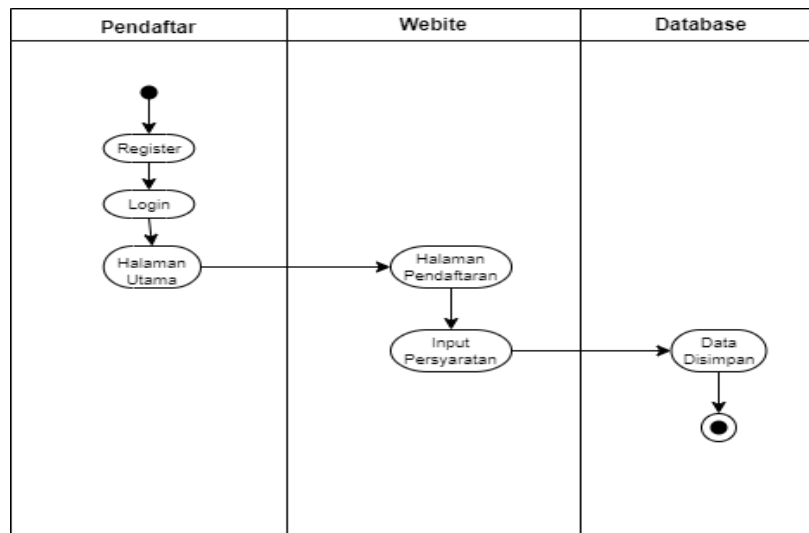 Pendaftar
Webite
Database
Register
Login
Halaman
Utama
Halaman
Pendaftaran
Input
Persyaratan
Data
Disimpan